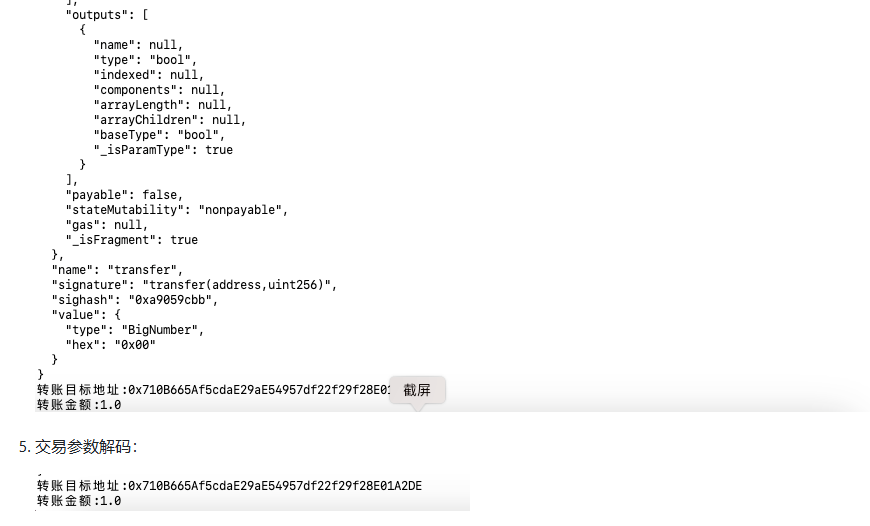 ],
"outputs": [
{
"name": null,
"type": "bool",
"indexed": null,
"components": null,
"arrayLength": null,
"arrayChildren": null,
"baseType": "bool",
"_isParamType": true
}
],
"payable": false,
"stateMutability": "nonpayable",
"gas": null,
"_isFragment": true
},
"name": "transfer",
"signature": "transfer(address,uint256)",
"sighash": "0xa9059cbb",
"value": {
"type": "BigNumber",
"hex": "0x00"
}
}
转账目标地址:0x710B665Af5cdaE29aE54957df22f29f28E01
截屏
转账金额:1.0
5. 交易参数解码：
转账目标地址:0x710B665Af5cdaE29aE54957df22f29f28E01A2DE
转账金额:1.0